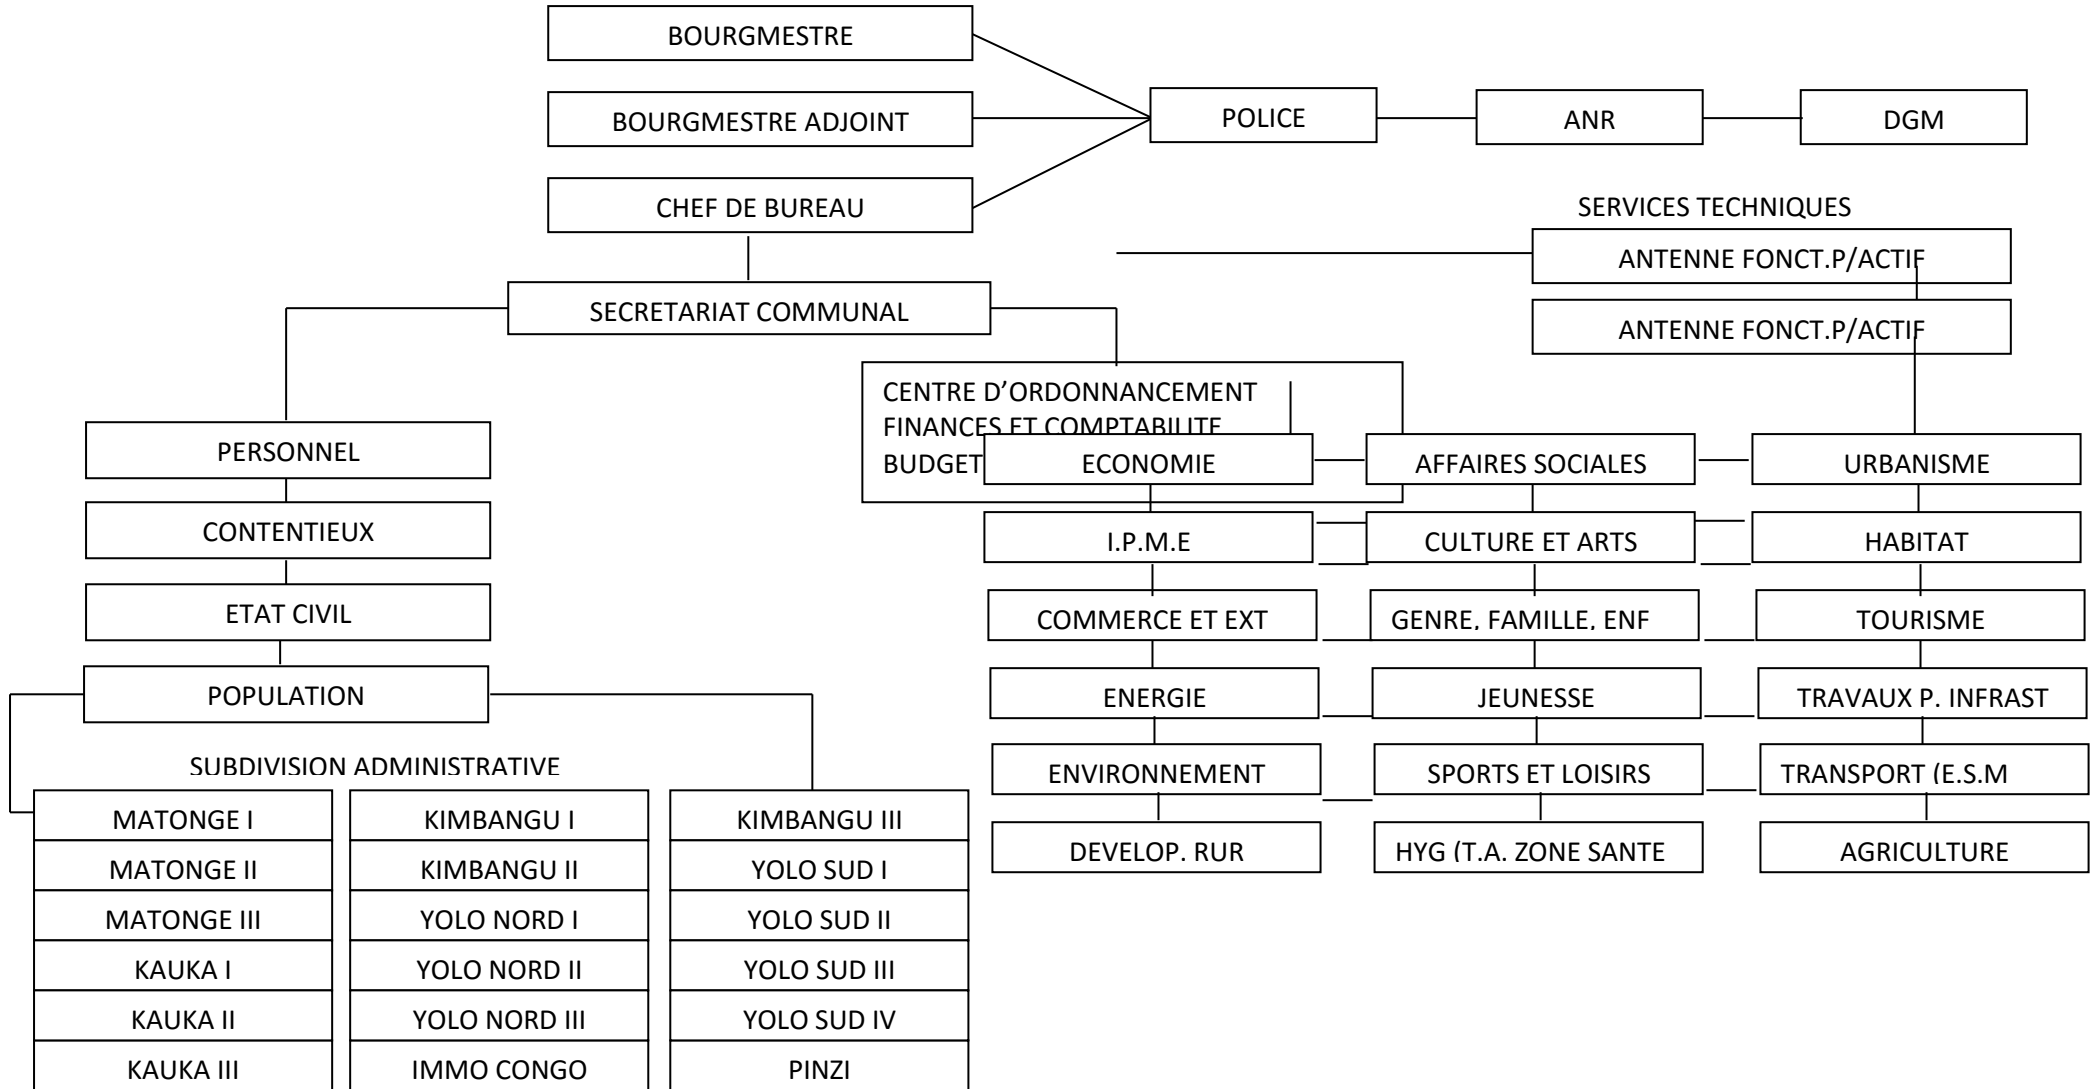 BOURGMESTRE
BOURGMESTRE ADJOINT
POLICE
ANR
DGM
CHEF DE BUREAU
SERVICES TECHNIQUES
ANTENNE FONCT.P/ACTIF
SECRETARIAT COMMUNAL
ANTENNE FONCT.P/ACTIF
CENTRE D’ORDONNANCEMENT
FINANCES ET COMPTABILITE
BUDGET
PERSONNEL
CONTENTIEUX
ETAT CIVIL
POPULATION
ECONOMIE
AFFAIRES SOCIALES
URBANISME
I.P.M.E
CULTURE ET ARTS
HABITAT
COMMERCE ET EXT
GENRE, FAMILLE, ENF
TOURISME
ENERGIE
JEUNESSE
TRAVAUX P. INFRAST
ENVIRONNEMENT
SPORTS ET LOISIRS
TRANSPORT (E.S.M
DEVELOP. RUR
HYG (T.A. ZONE SANTE
AGRICULTURE
SUBDIVISION ADMINISTRATIVE
MATONGE I
KIMBANGU I
KIMBANGU III
MATONGE II
KIMBANGU II
YOLO SUD I
MATONGE III
YOLO NORD I
YOLO SUD II
KAUKA I
YOLO NORD II
YOLO SUD III
KAUKA II
YOLO NORD III
YOLO SUD IV
KAUKA III
IMMO CONGO
PINZI